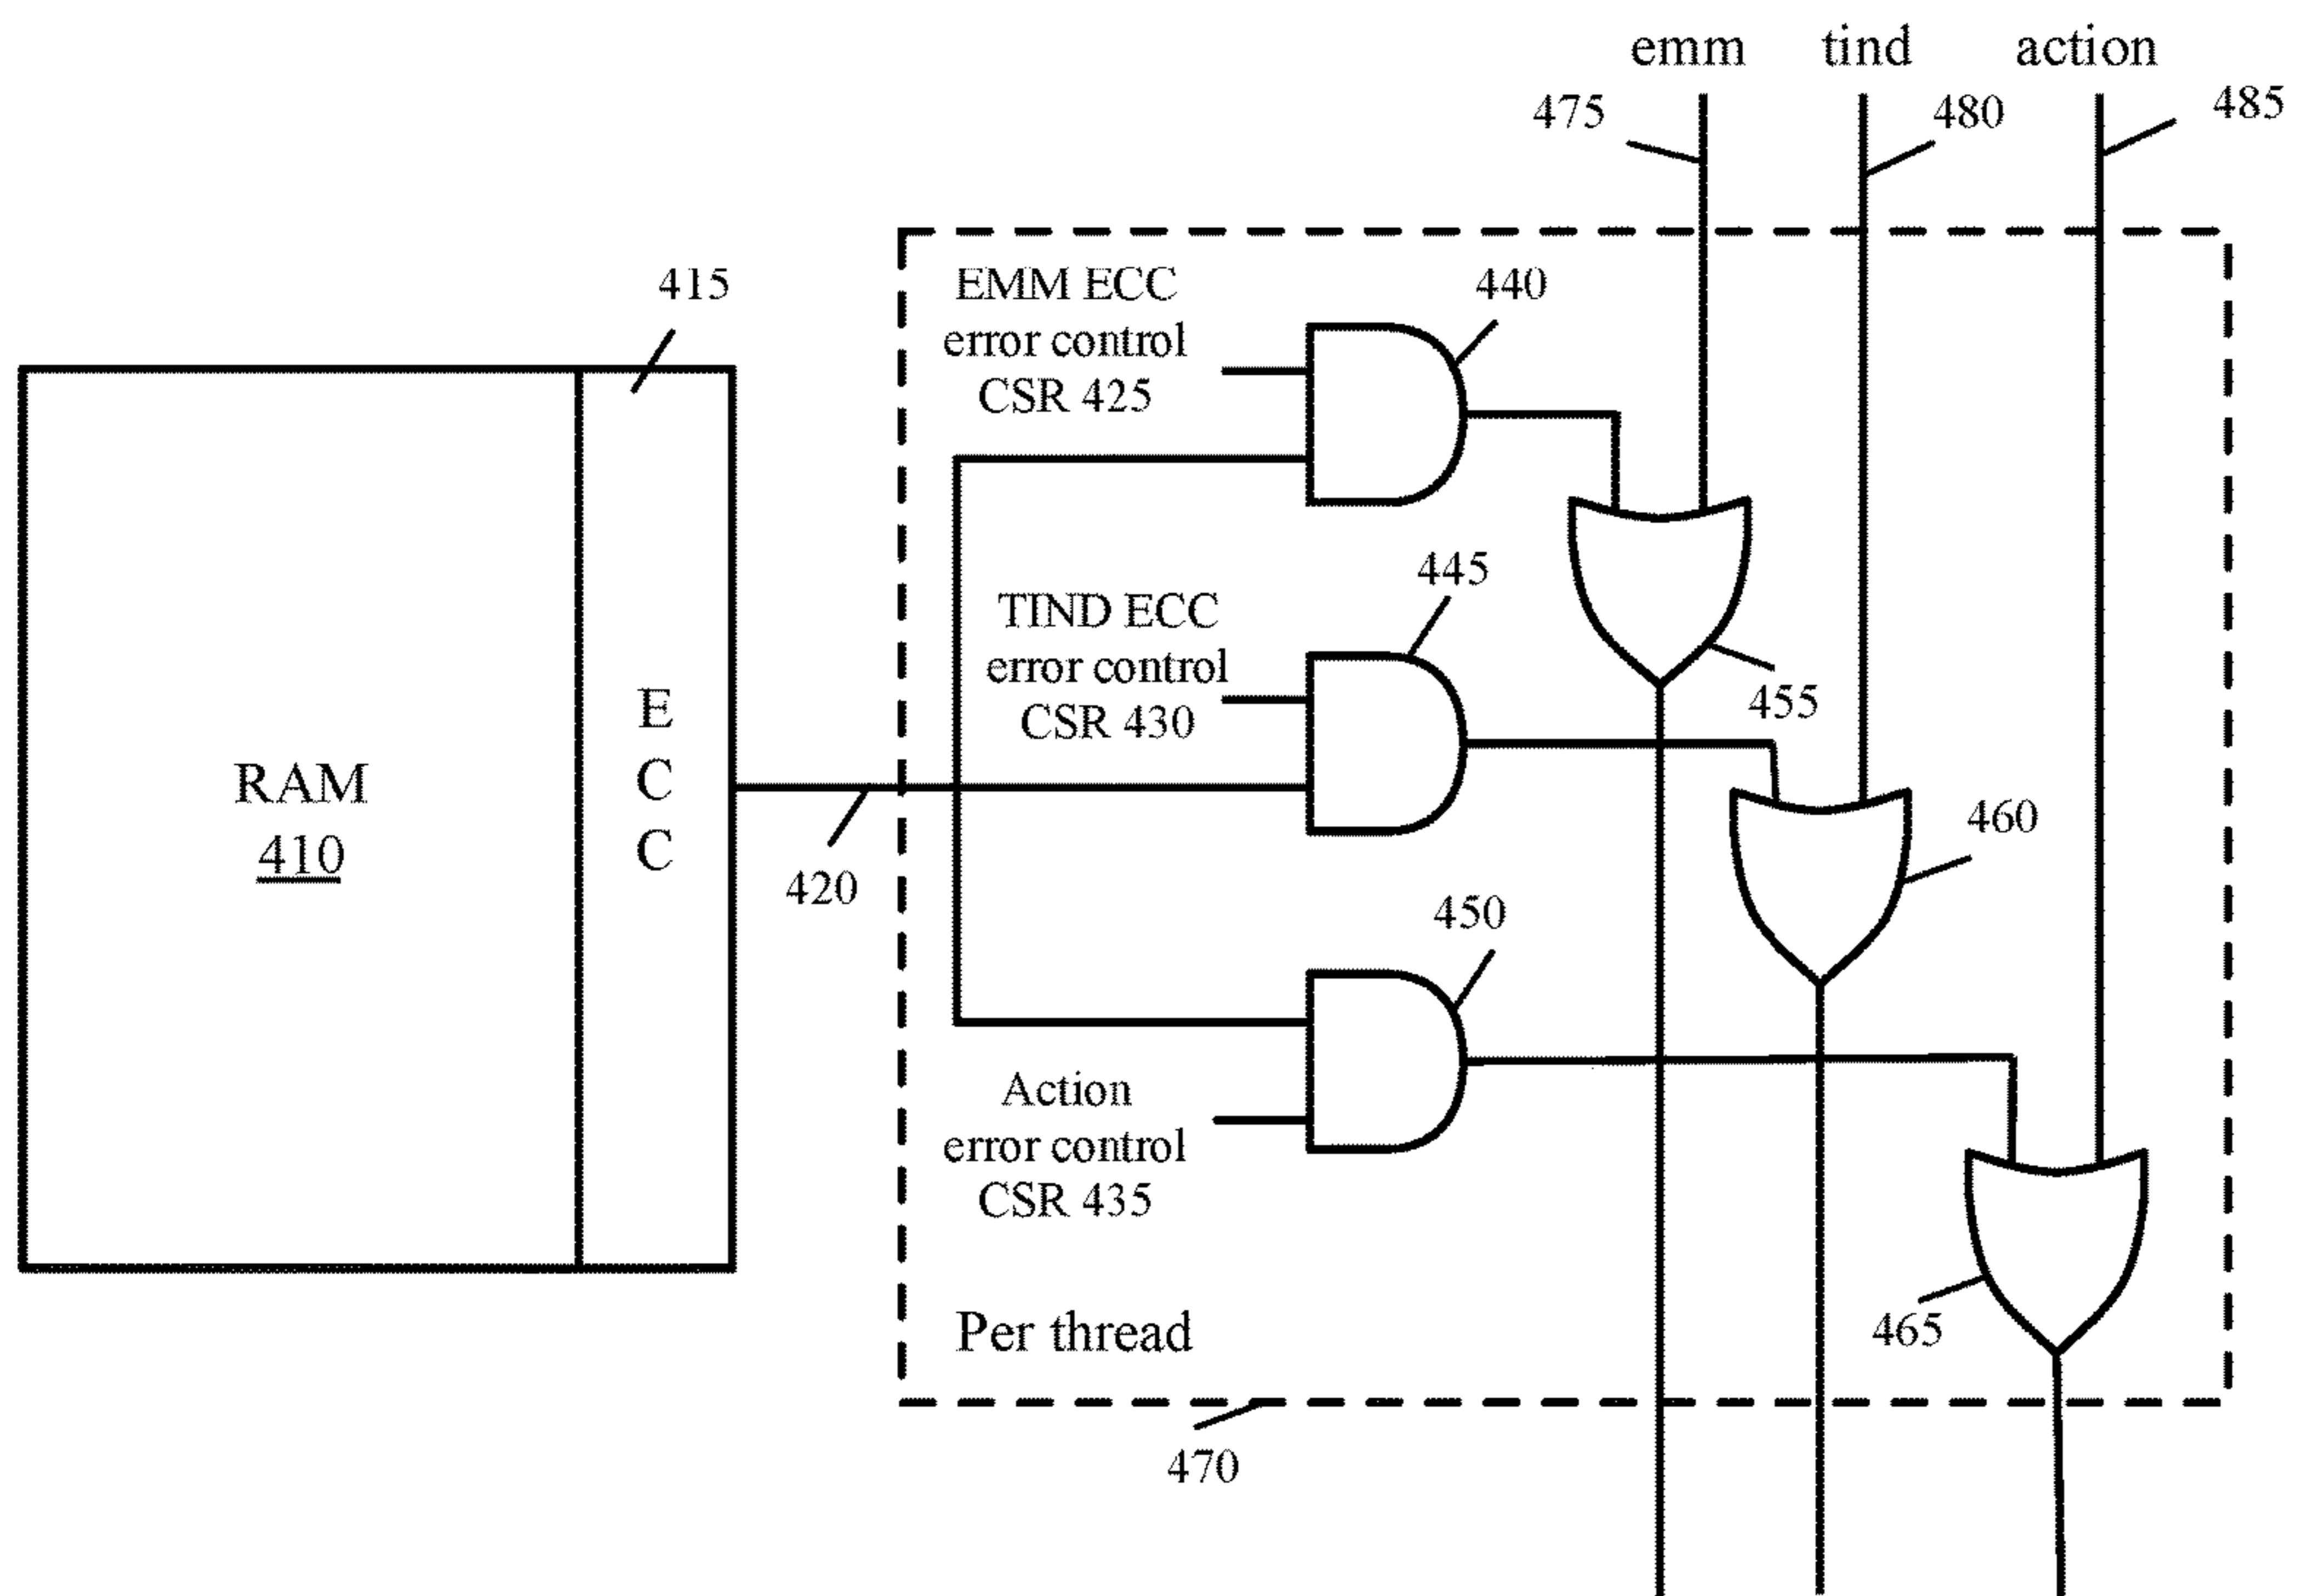 emm tind action
475 480 485
415
EMM ECC
error control
CSR 425
440
445
TIND ECC
error control
CSR 430
455
E
C
C
RAM
410
420
460
450
Action
error control
CSR 435
465
Per thread
470